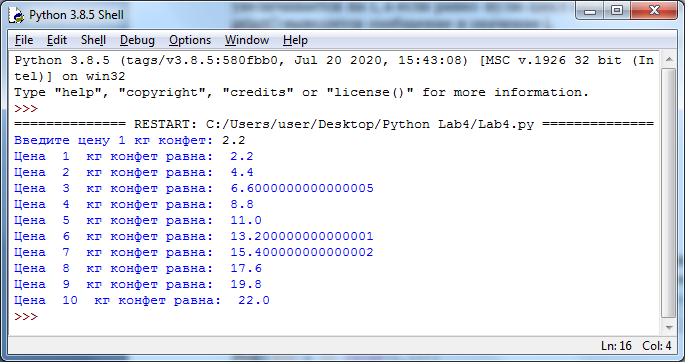 Python 3.8.5 Shell
File Edit Shell Debug Options Window Help
Python 3.8.5 (tags/v3.8.5:580fbb0, Jul 20 2020, 15:43:08) [MSC v.1926 32 bit (In
tel)] on win32
Type "help", "copyright", "credits" or "license()" for more information.
>>>
=============== RESTART: C:/Users/user/Desktop/Python Lab4/Lab4.py ===============
Введите цену 1 кг конфет: 2.2
Цена  1  кг конфет равна:  2.2
Цена  2  кг конфет равна:  4.4
Цена  3  кг конфет равна:  6.6000000000000005
Цена  4  кг конфет равна:  8.8
Цена  5  кг конфет равна:  11.0
Цена  6  кг конфет равна:  13.200000000000001
Цена  7  кг конфет равна:  15.400000000000002
Цена  8  кг конфет равна:  17.6
Цена  9  кг конфет равна:  19.8
Цена  10  кг конфет равна:  22.0
>>>
Ln: 16 Col: 4